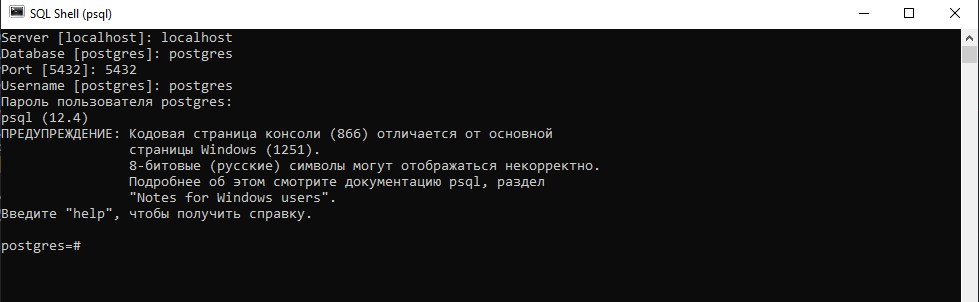 SQL Shell (psql)
Server [localhost]: localhost
Database [postgres]: postgres
Port [5432]: 5432
Username [postgres]: postgres
Пароль пользователя postgres:
psql (12.4)
ПРЕДУПРЕЖДЕНИЕ: Кодовая страница консоли (866) отличается от основной
страницы Windows (1251).
8-битовые (русские) символы могут отображаться некорректно.
Подробнее об этом смотрите документацию psql, раздел
"Notes for Windows users".
Введите "help", чтобы получить справку.
postgres=#